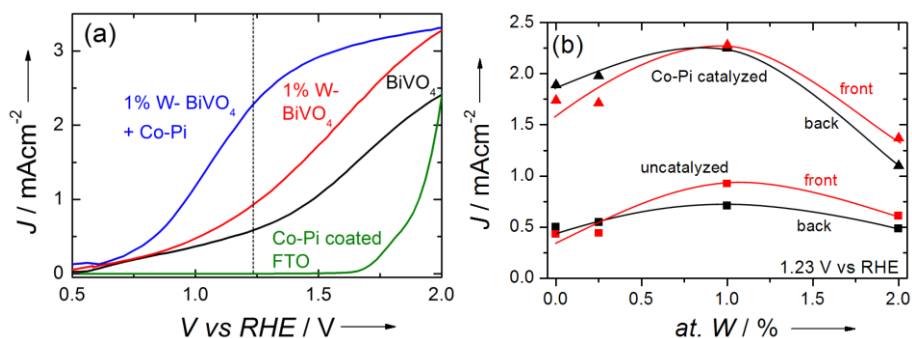 (a)
1% W- BiVO₄
+ Co-Pi
1% W-
BiVO₄
BiVO₄
Co-Pi coated
FTO
J / mAcm⁻²
0
1
2
3
0.5
1.0
1.5
2.0
V vs RHE / V
(b)
Co-Pi catalyzed
front
back
uncatalyzed
front
back
1.23 V vs RHE
J / mAcm⁻²
2.5
2.0
1.5
1.0
0.5
0.0
0.0
0.5
1.0
1.5
2.0
at. W / %